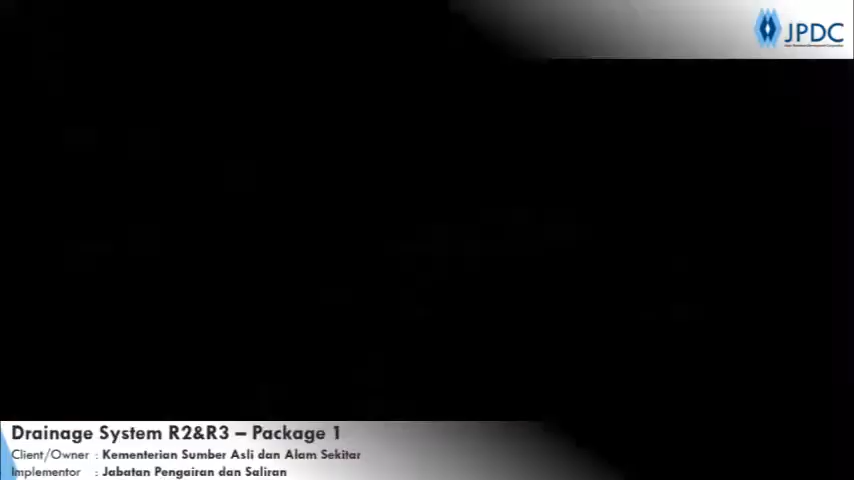 JPDC
Drainage System R2&R3 – Package 1
Client/Owner : Kementerian Sumber Asli dan Alam Sekitar
Implementor : Jabatan Pengairan dan Saliran